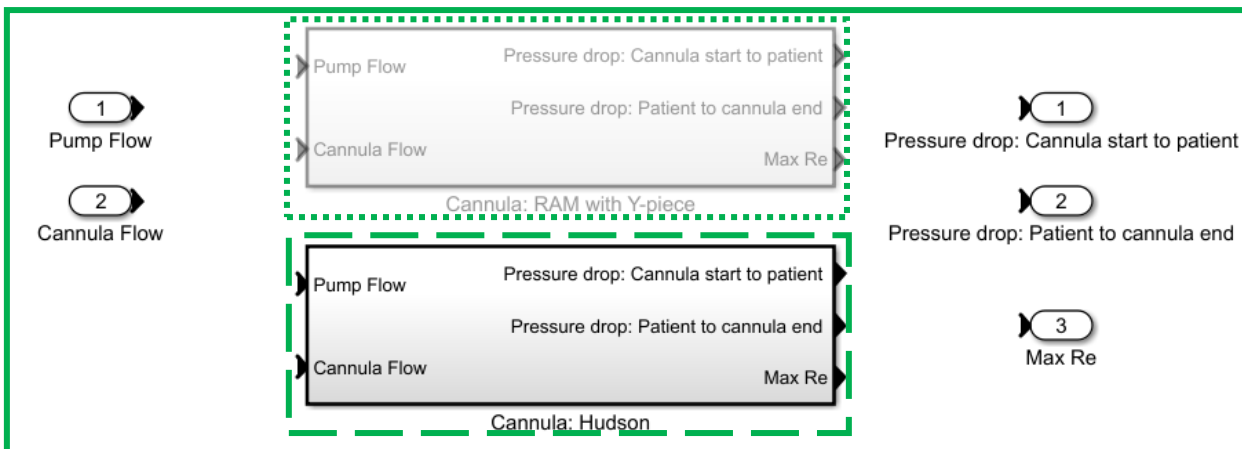 1
Pump Flow
2
Cannula Flow
Pump Flow
Cannula Flow
Pressure drop: Cannula start to patient
Pressure drop: Patient to cannula end
Max Re
Cannula: RAM with Y-piece
Pump Flow
Cannula Flow
Pressure drop: Cannula start to patient
Pressure drop: Patient to cannula end
Max Re
Cannula: Hudson
1
Pressure drop: Cannula start to patient
2
Pressure drop: Patient to cannula end
3
Max Re